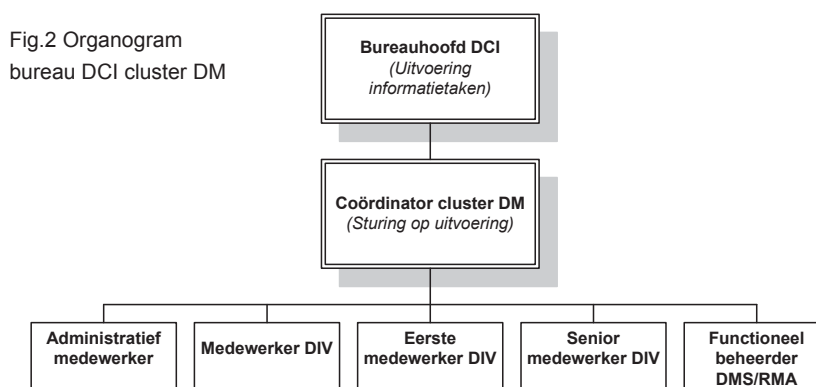 Fig.2 Organogram
bureau DCI cluster DM
Bureauhoofd DCI
(Uitvoering
informatietaken)
Coördinator cluster DM
(Sturing op uitvoering)
Administratief
medewerker
Medewerker DIV
Eerste
medewerker DIV
Senior
medewerker DIV
Functioneel
beheerder
DMS/RMA